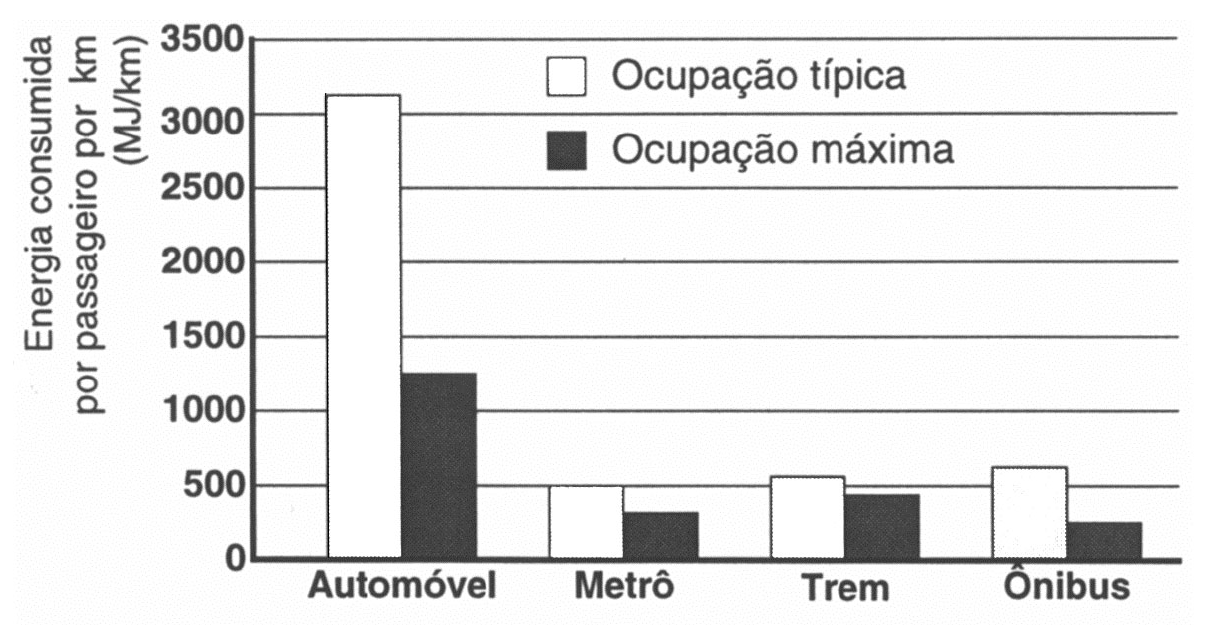 Energia consumida
por passageiro por km
(MJ/km)
3500
3000
2500
2000
1500
1000
500
0
Ocupação típica
Ocupação máxima
Automóvel
Metrô
Trem
Ônibus